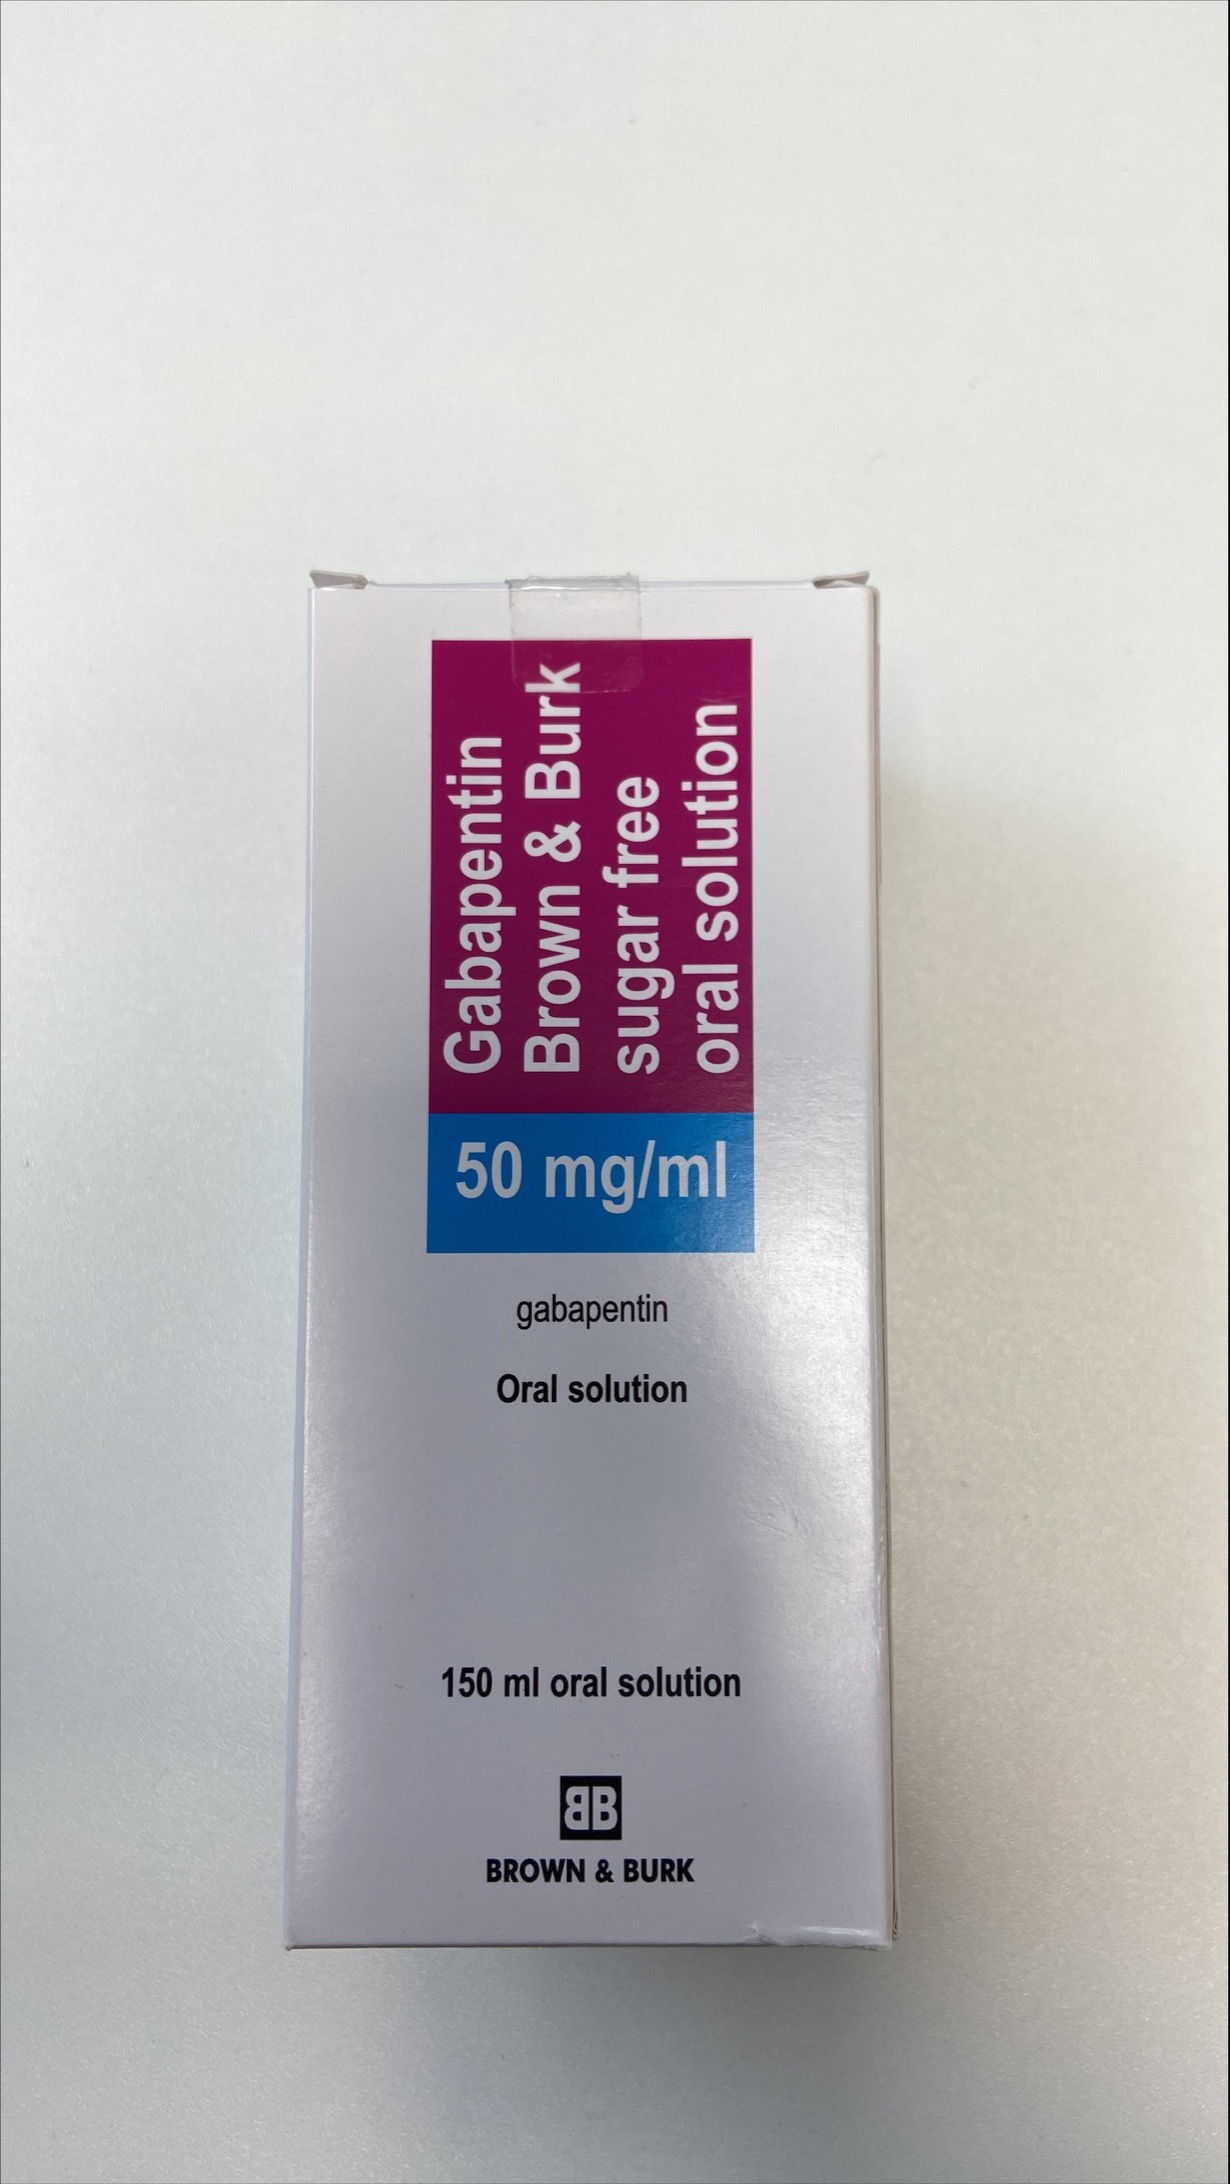 Gabapentin
Brown & Burk
sugar free
oral solution
50 mg/ml
gabapentin
Oral solution
150 ml oral solution
BB
BROWN & BURK